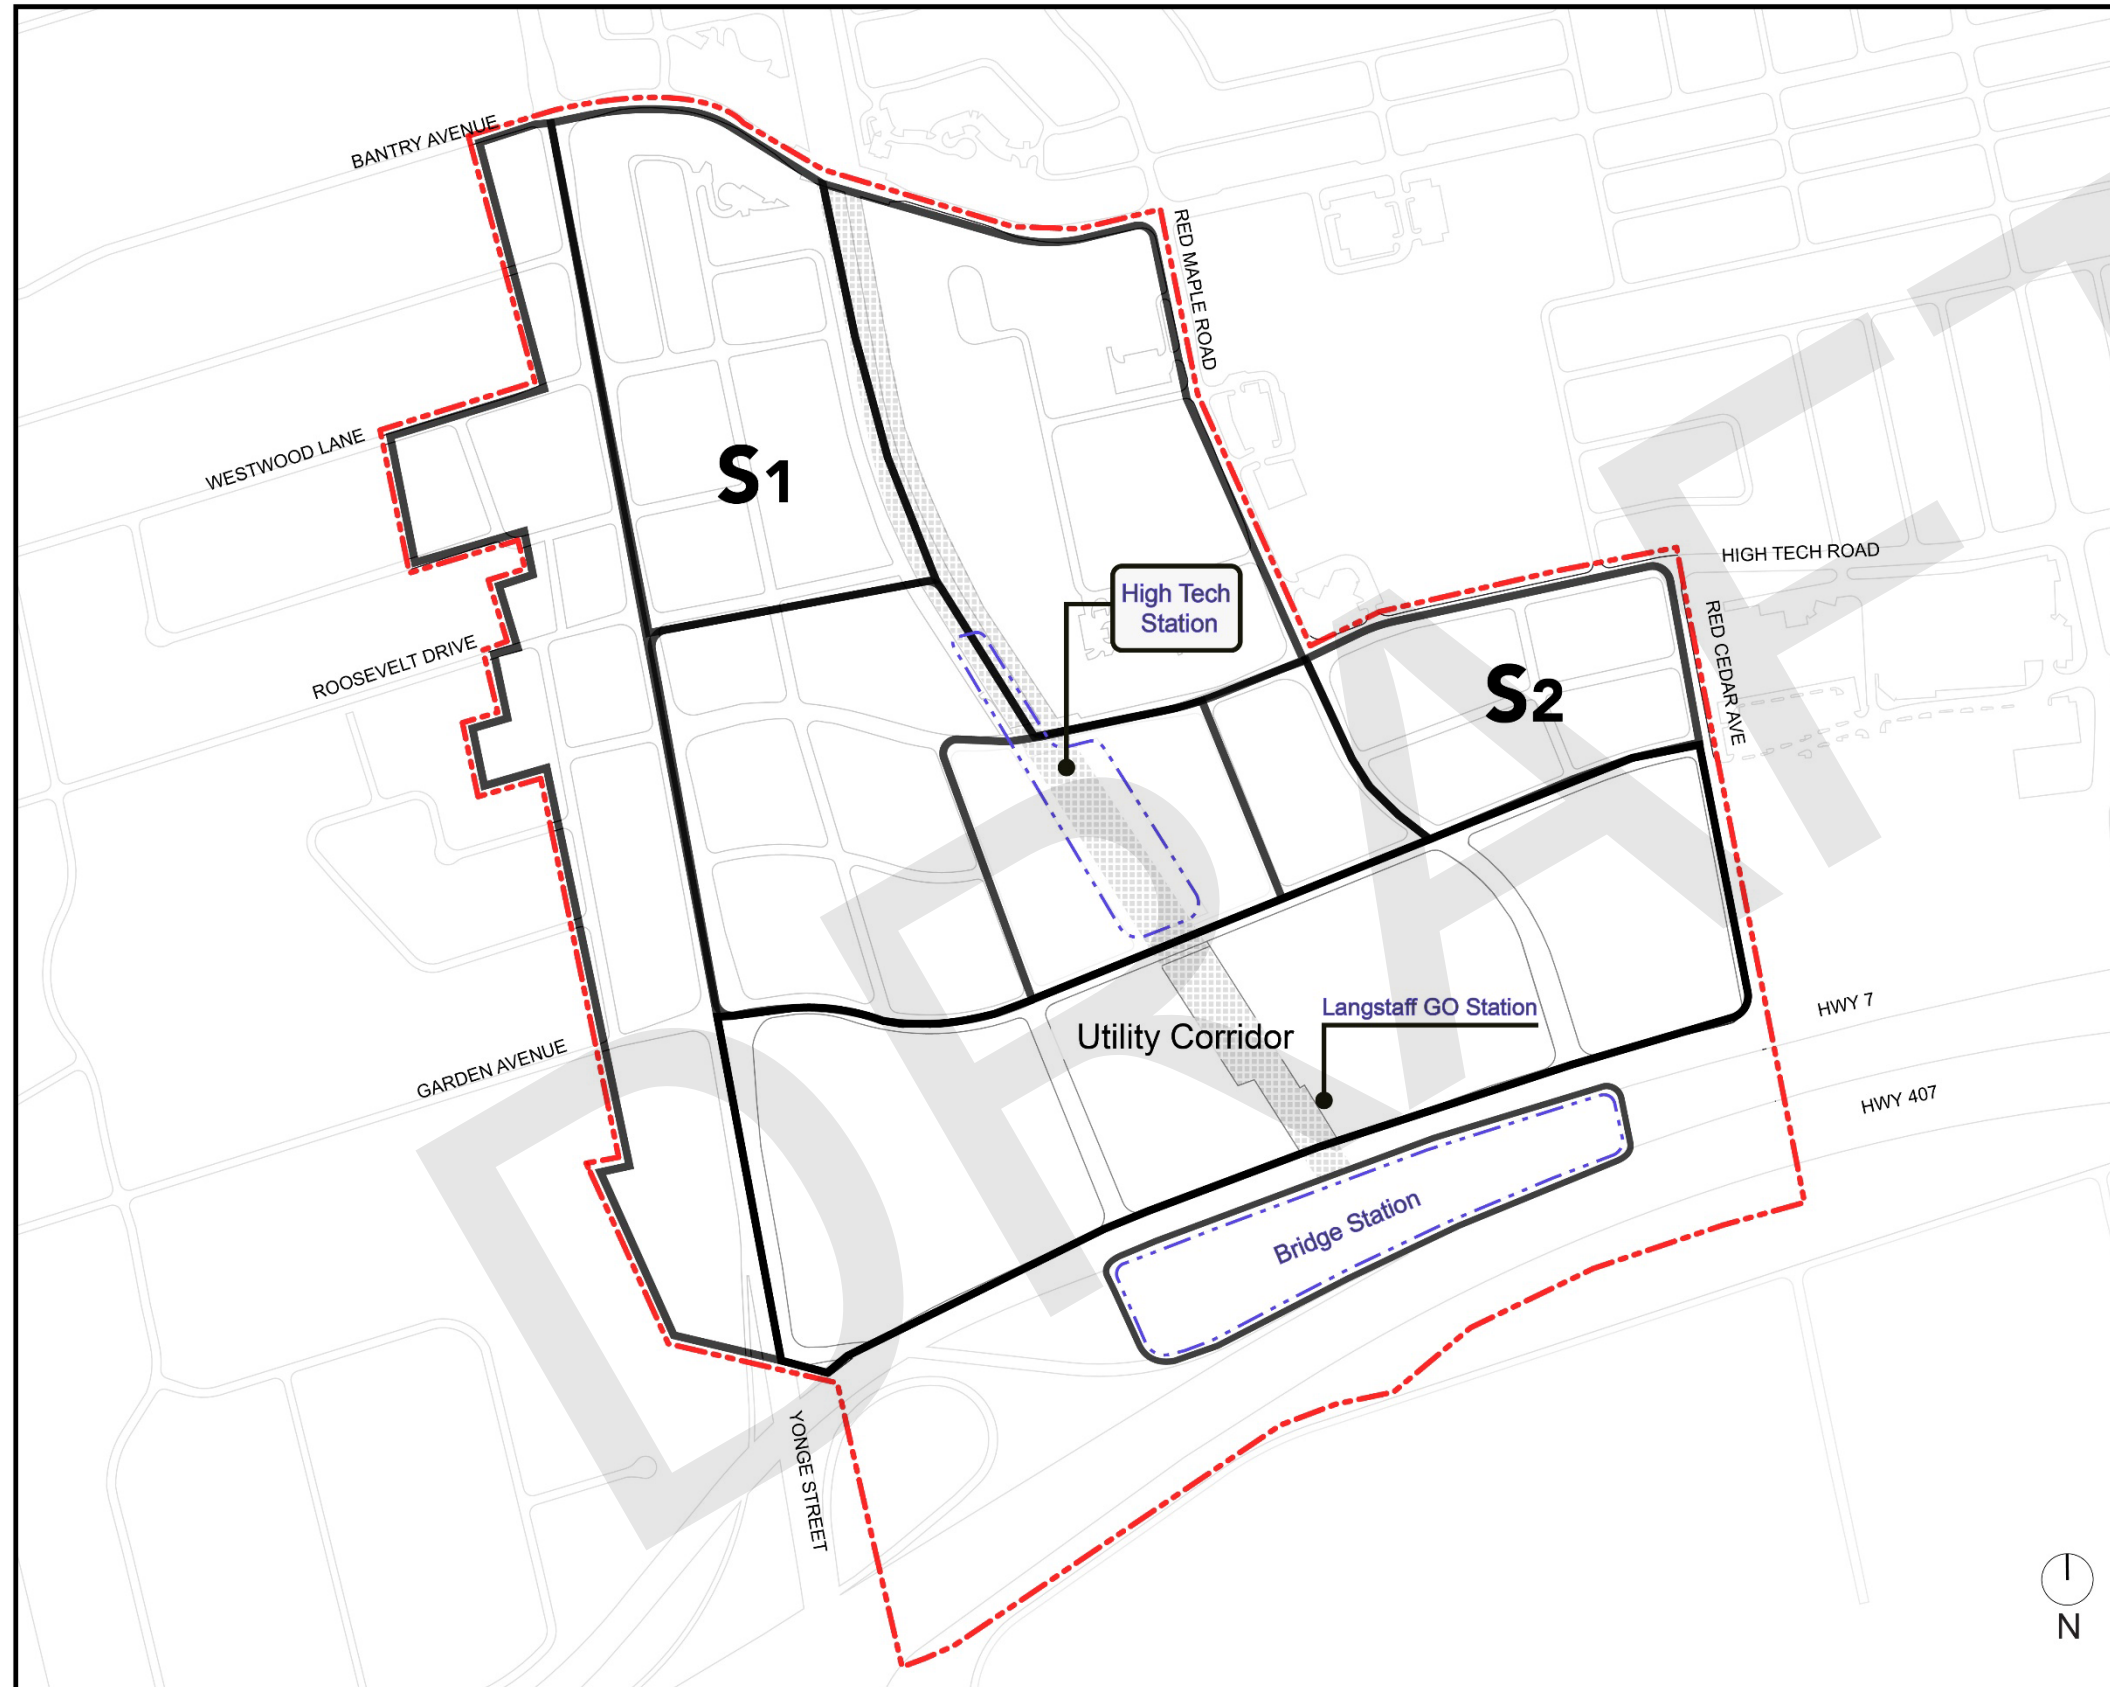 BANTRY AVENUE
RED MAPLE ROAD
WESTWOOD LANE
S1
HIGH TECH ROAD
High Tech
Station
RED CEDAR AVE
ROOSEVELT DRIVE
S2
HWY 7
Langstaff GO Station
Utility Corridor
GARDEN AVENUE
HWY 407
Bridge Station
YONGE STREET
N
DRAFT